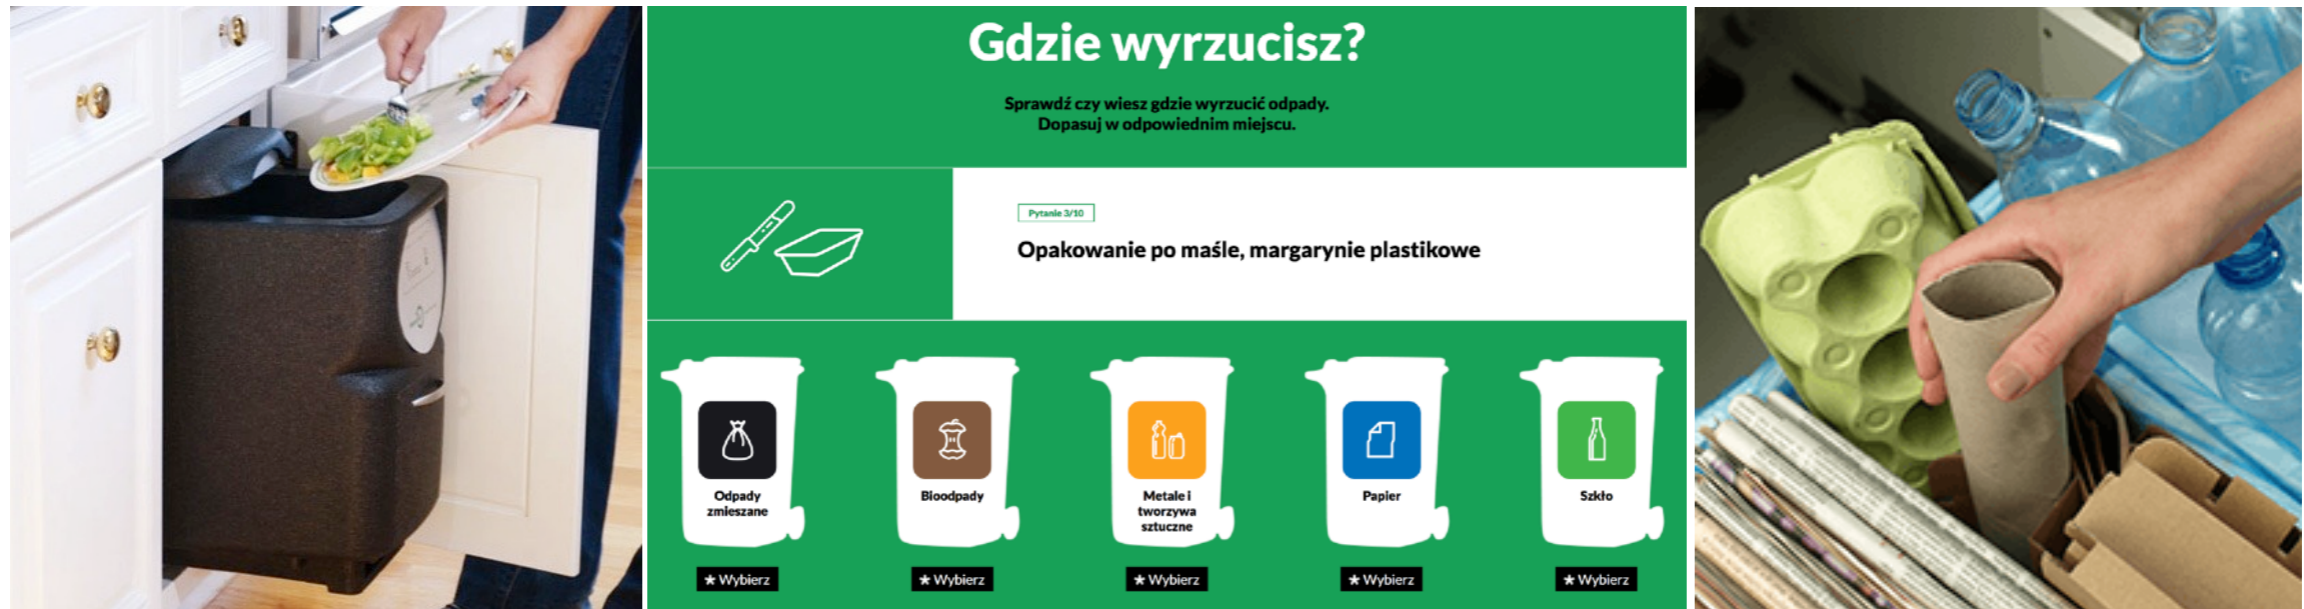 Gdzie wyrzucisz?
Sprawdź czy wiesz gdzie wyrzucić odpady.
Dopasuj w odpowiednim miejscu.
Pytanie 3/10
Opakowanie po maśle, margarynie plastikowe
Odpady
zmieszane
Bioodpady
Metale i
tworzywa
sztuczne
Papier
Szkło
* Wybierz
* Wybierz
* Wybierz
* Wybierz
* Wybierz